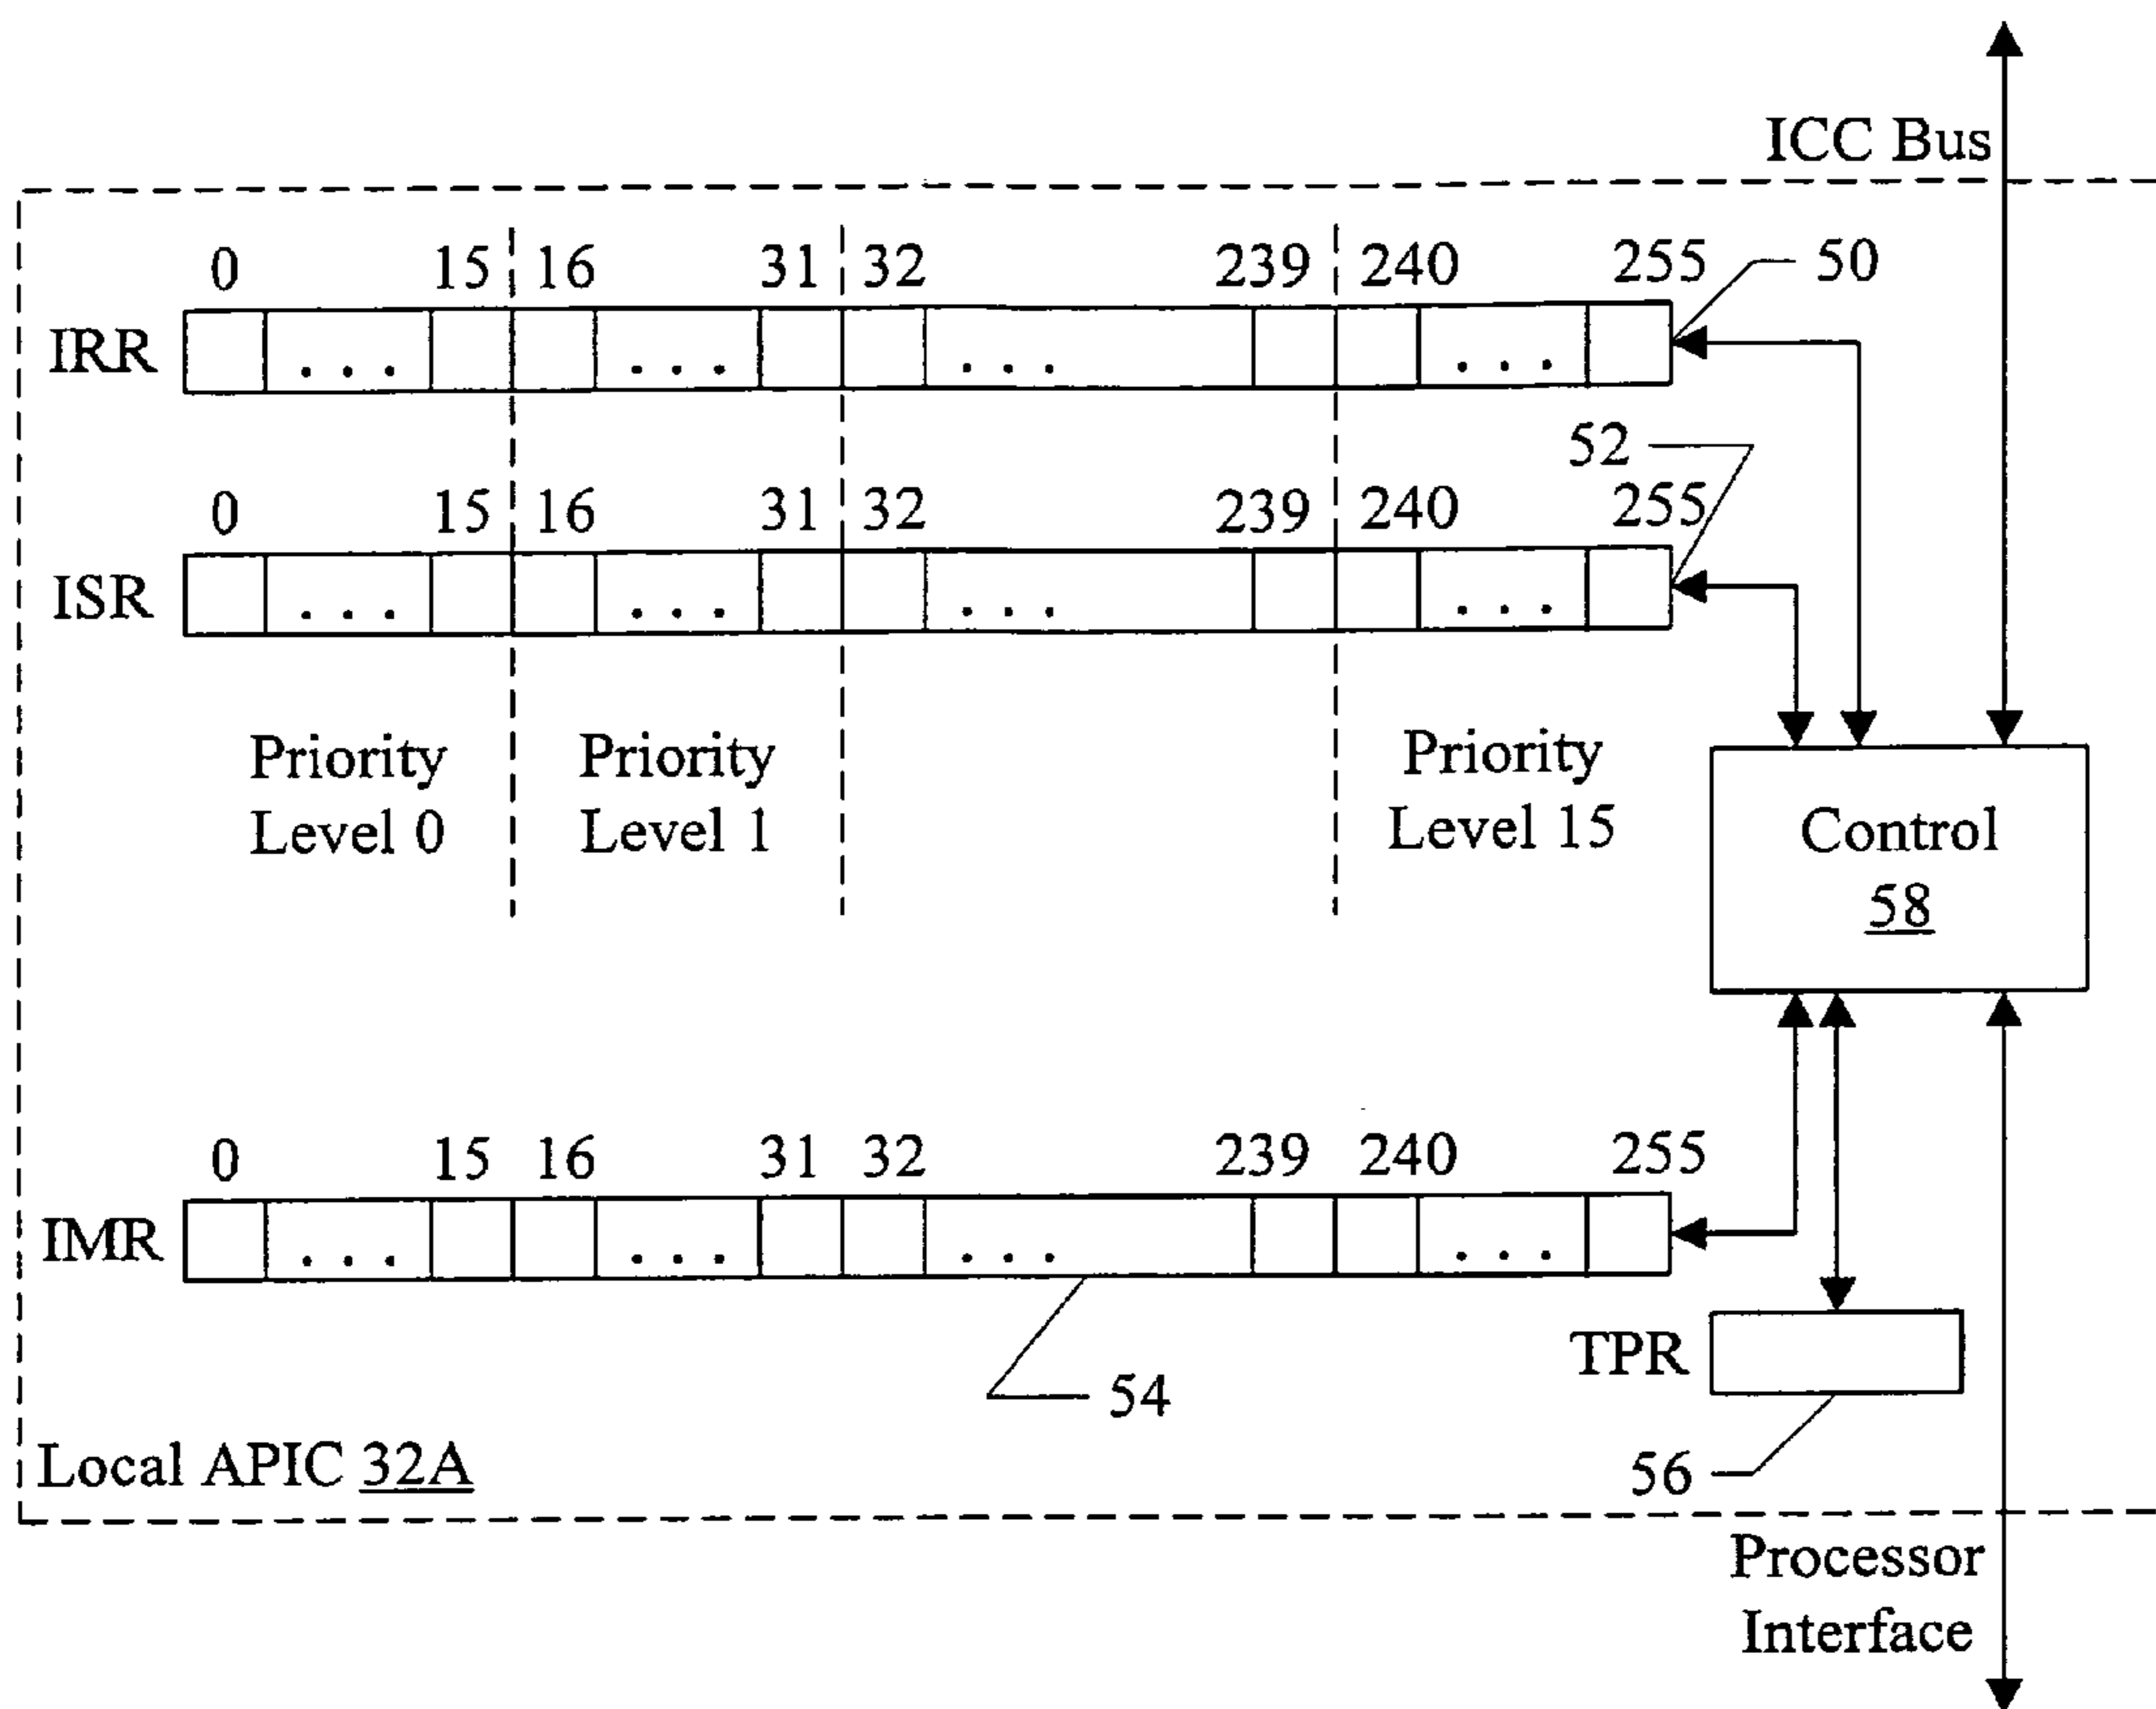 ICC Bus
0 15 16 31 32 239 240 255 50
IRR
52
0 15 16 31 32 239 240 255
ISR
Priority Level 0
Priority Level 1
Priority Level 15
Control
58
0 15 16 31 32 239 240 255
IMR
TPR
54
56
Local APIC 32A
Processor
Interface